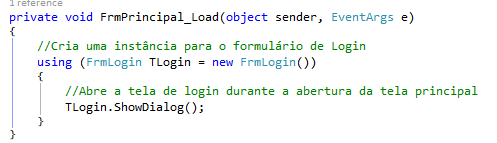 1 reference
private void FrmPrincipal_Load(object sender, EventArgs e)
{
//Cria uma instância para o formulário de Login
using (FrmLogin TLogin = new FrmLogin())
{
//Abre a tela de login durante a abertura da tela principal
TLogin.ShowDialog();
}
}